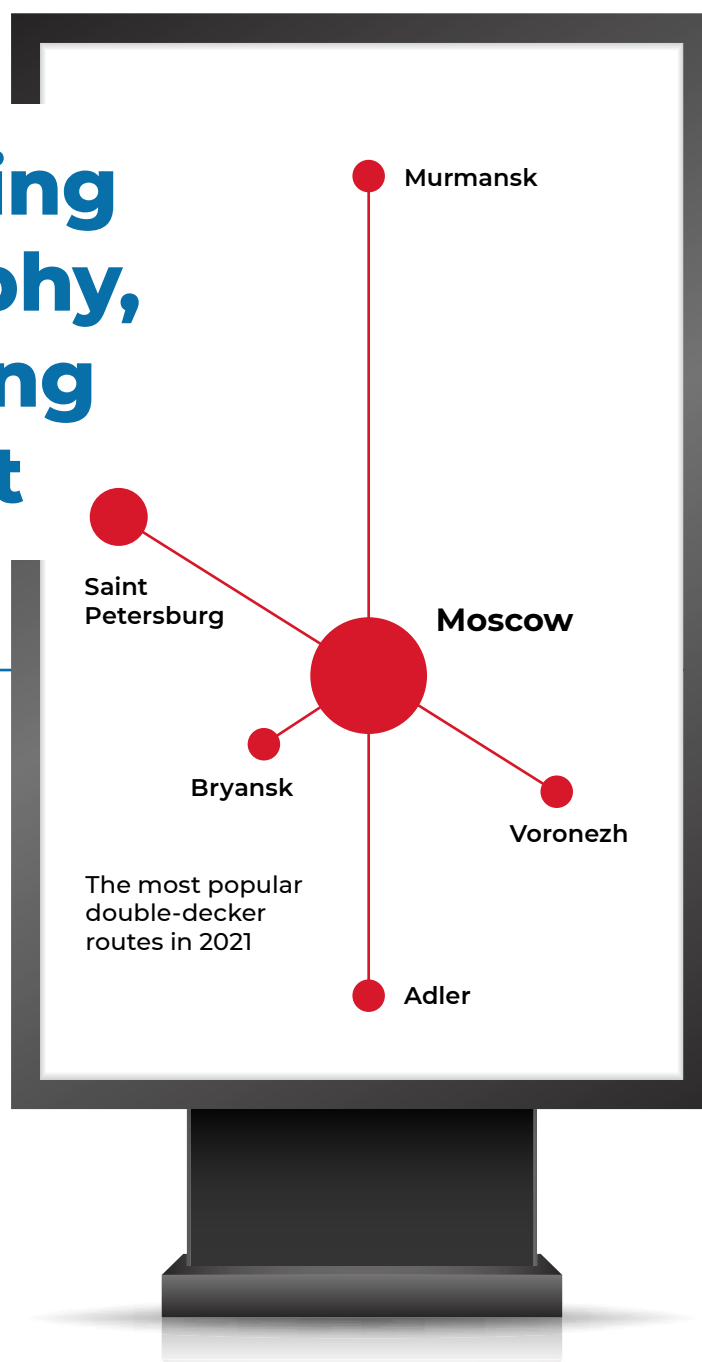 ing
phy,
ng
t
Murmansk
Saint
Petersburg
Moscow
Bryansk
Voronezh
The most popular
double-decker
routes in 2021
Adler